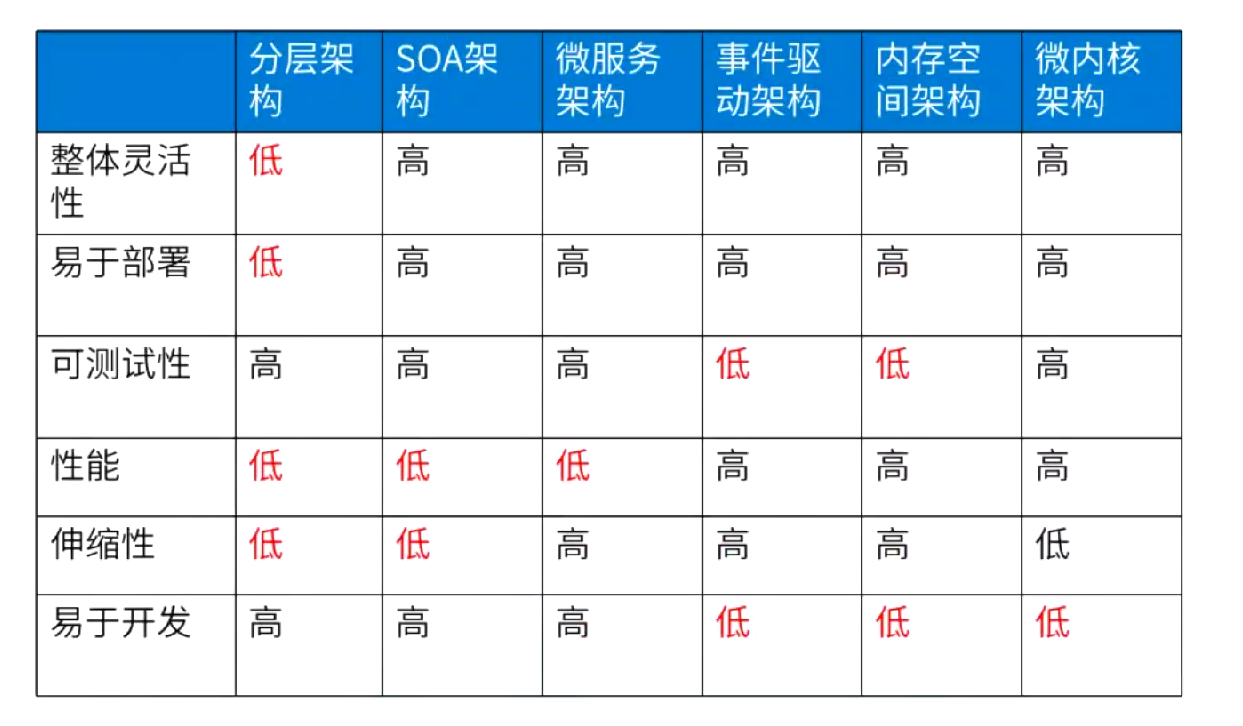 分层架 SOA架 微服务 事件驱 内存空 微内核
构 构 架构 动架构 间架构 架构
整体灵活 低 高 高 高 高 高
性
易于部署 低 高 高 高 高 高
可测试性 高 高 高 低 低 高
性能 低 低 低 高 高 高
伸缩性 低 低 高 高 高 低
易于开发 高 高 高 低 低 低